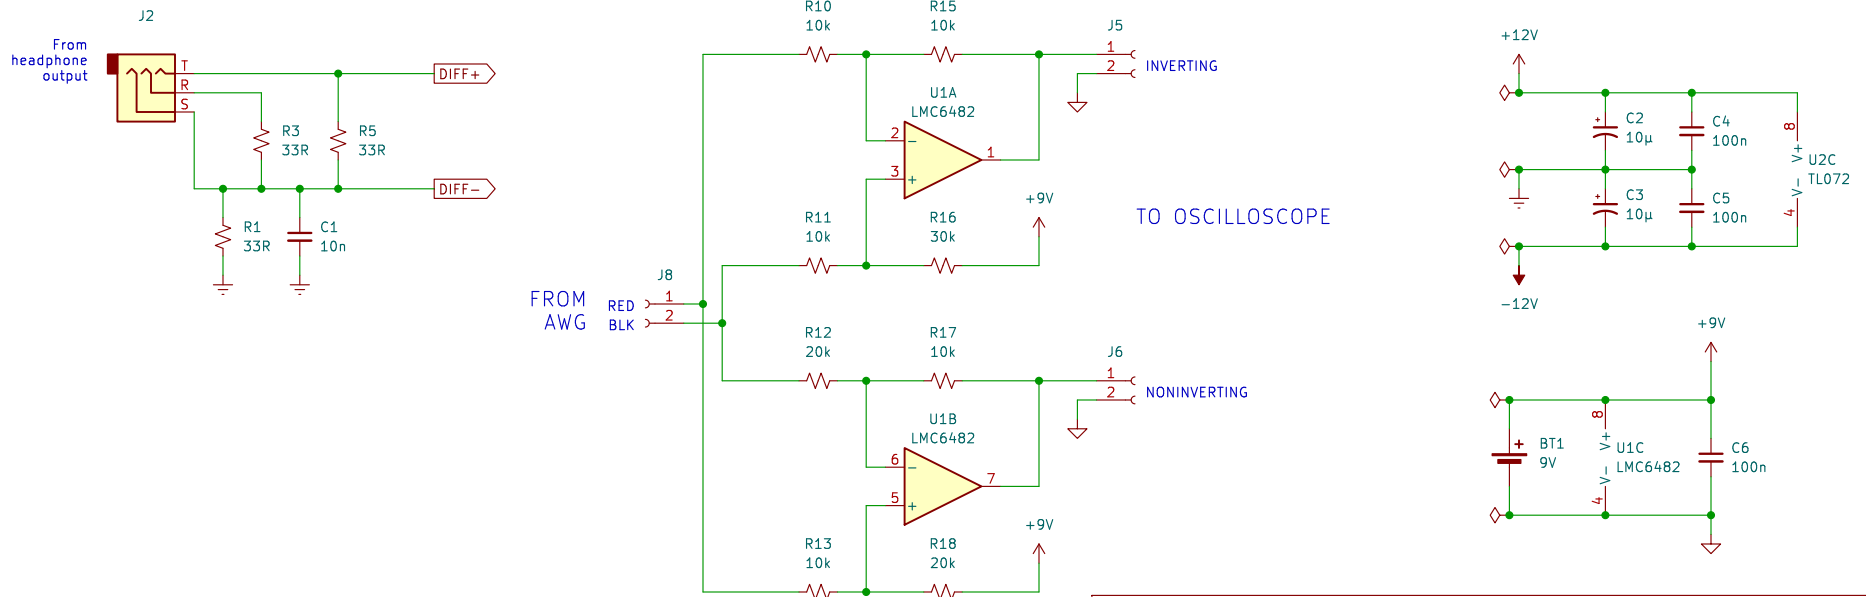 J2
From
headphone
output
T
R
S
DIFF+
DIFF-
R3
33R
R5
33R
R1
33R
C1
10n
R10
10k
R15
10k
J5
1
2
INVERTING
U1A
LMC6482
2
3
1
−
+
+9V
R11
10k
R16
30k
TO OSCILLOSCOPE
J8
FROM
AWG
RED
BLK
1
2
R12
20k
R17
10k
J6
1
2
NONINVERTING
U1B
LMC6482
6
5
7
−
+
+9V
R13
10k
R18
20k
+12V
C2
10µ
C4
100n
8
V+
U2C
TL072
V−
4
C3
10µ
C5
100n
-12V
+9V
BT1
9V
+
8
V+
U1C
LMC6482
V−
4
C6
100n